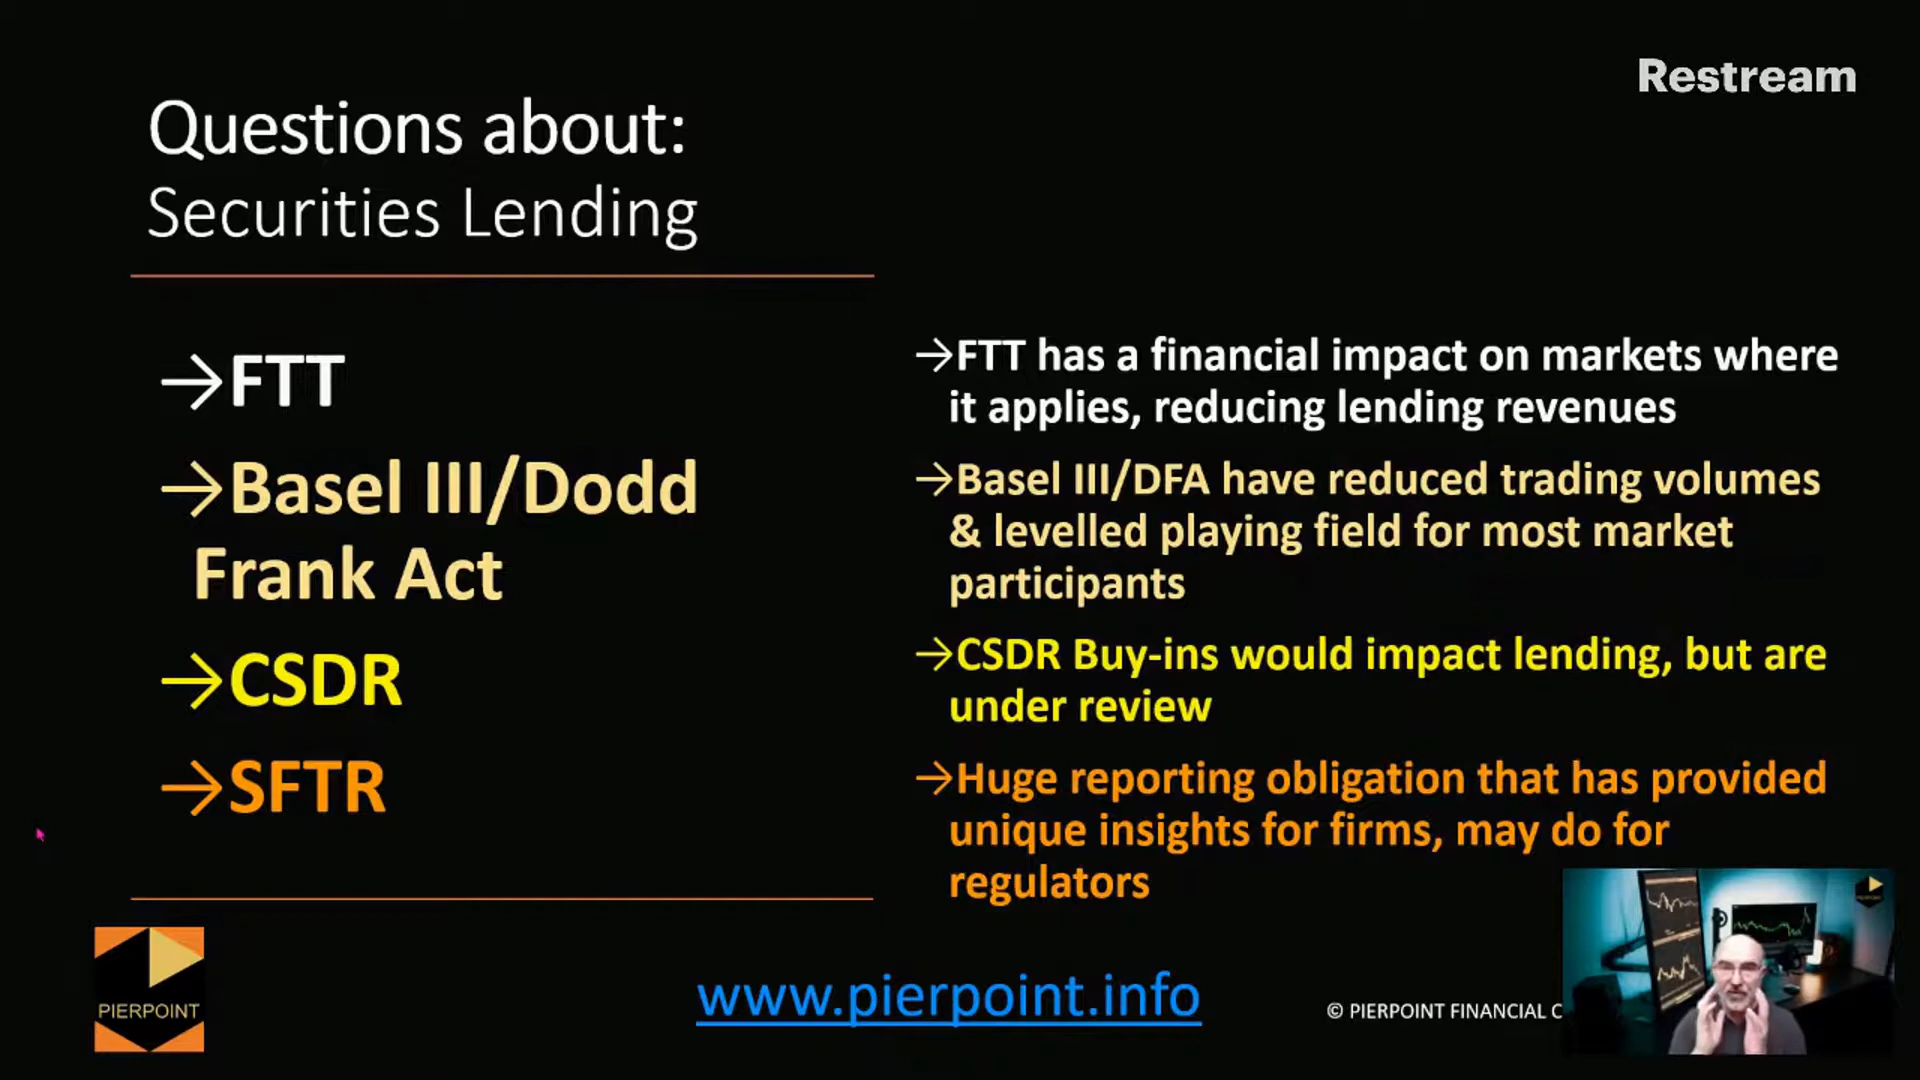 Restream
Questions about:
Securities Lending
→FTT
→Basel III/Dodd
Frank Act
→CSDR
→SFTR
→FTT has a financial impact on markets where
it applies, reducing lending revenues
→Basel III/DFA have reduced trading volumes
& levelled playing field for most market
participants
→CSDR Buy-ins would impact lending, but are
under review
→Huge reporting obligation that has provided
unique insights for firms, may do for
regulators
PIERPOINT
www.pierpoint.info
© PIERPOINT FINANCIAL C